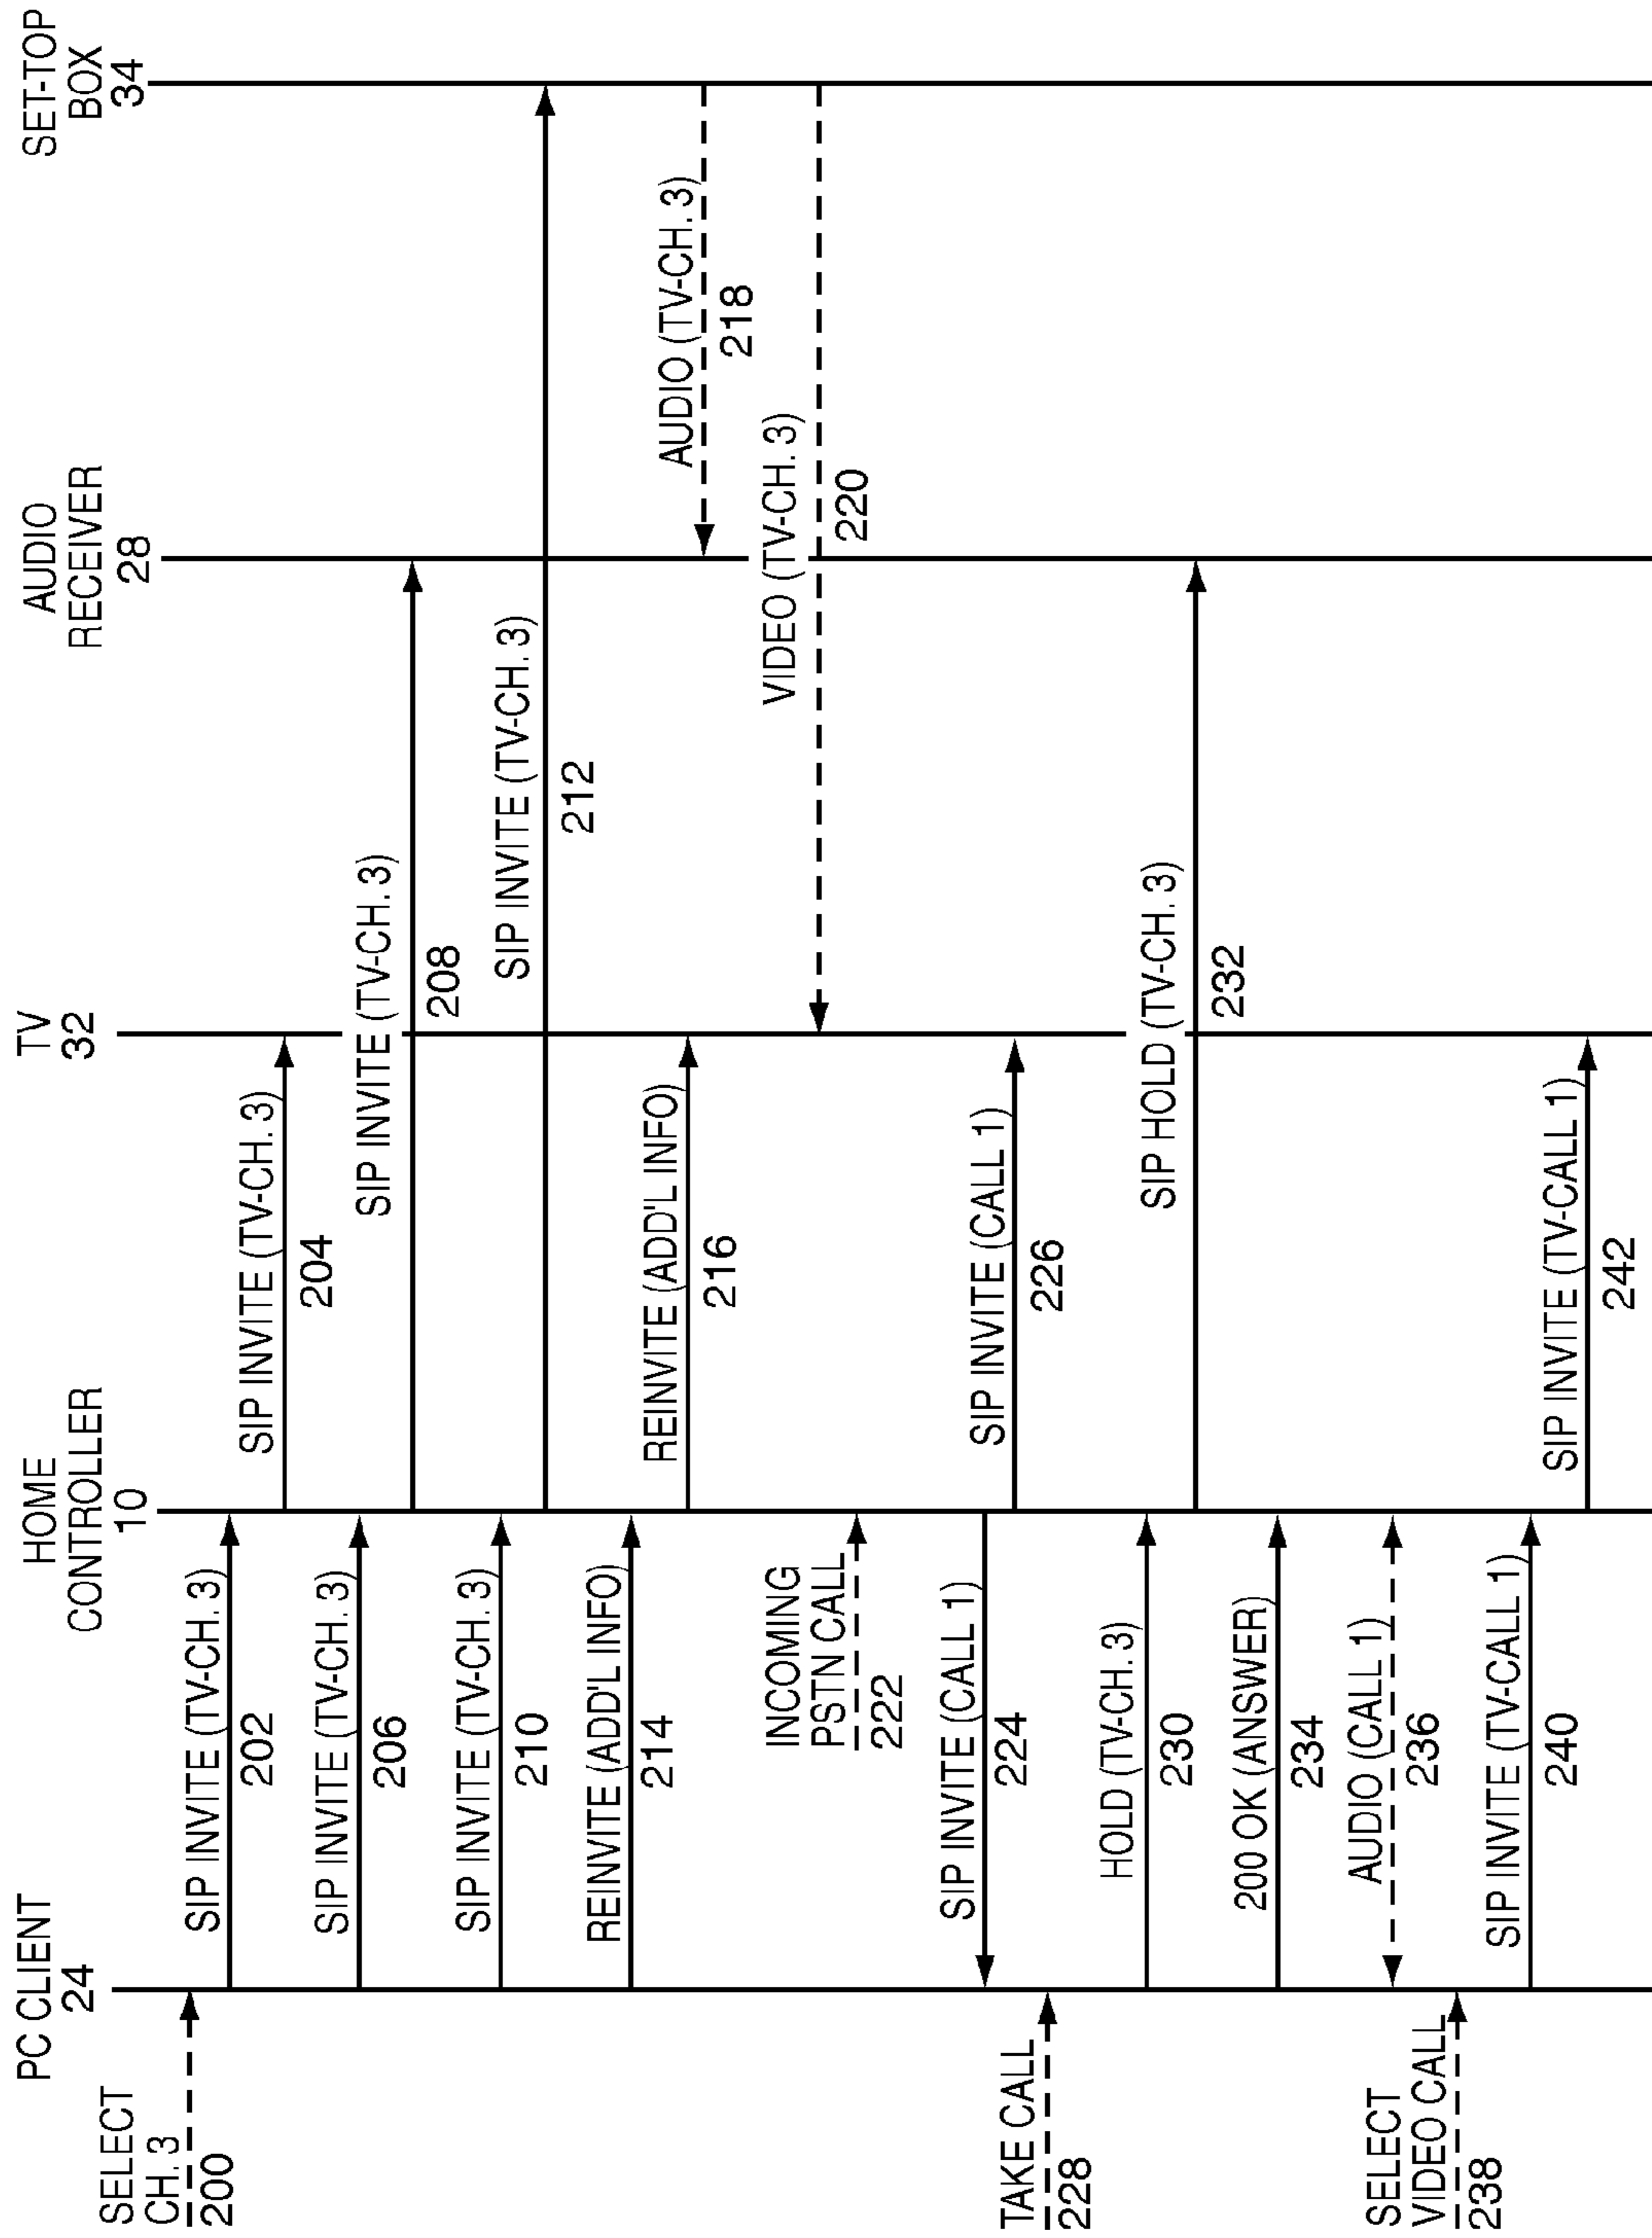 PC CLIENT
24
HOME
CONTROLLER
10
TV
32
AUDIO
RECEIVER
28
SET-TOP
BOX
34
SELECT
CH.3
200
SIP INVITE (TV-CH. 3)
202
SIP INVITE (TV-CH. 3)
204
SIP INVITE (TV-CH. 3)
206
SIP INVITE (TV-CH. 3)
208
SIP INVITE (TV-CH. 3)
210
SIP INVITE (TV-CH. 3)
212
REINVITE (ADD'L INFO)
214
REINVITE (ADD'L INFO)
216
AUDIO (TV-CH. 3)
218
VIDEO (TV-CH. 3)
220
INCOMING
PSTN CALL
222
SIP INVITE (CALL 1)
224
SIP INVITE (CALL 1)
226
TAKE CALL
228
HOLD (TV-CH. 3)
230
SIP HOLD (TV-CH. 3)
232
200 OK (ANSWER)
234
AUDIO (CALL 1)
236
SELECT
VIDEO CALL
238
SIP INVITE (TV-CALL 1)
240
SIP INVITE (TV-CALL 1)
242